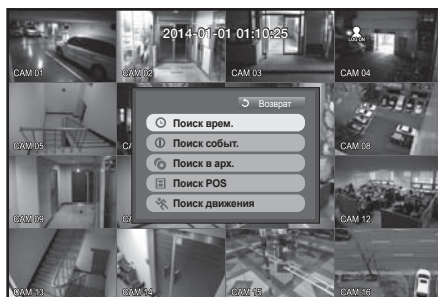 2014-01-01 01:10:25
LOG ON
CAM 01
CAM 02
CAM 03
CAM 04
Возврат
Поиск врем.
Поиск событ.
Поиск в арх.
Поиск POS
Поиск движения
CAM 05
CAM 08
CAM 09
CAM 12
CAM 13
CAM 14
CAM 15
CAM 16